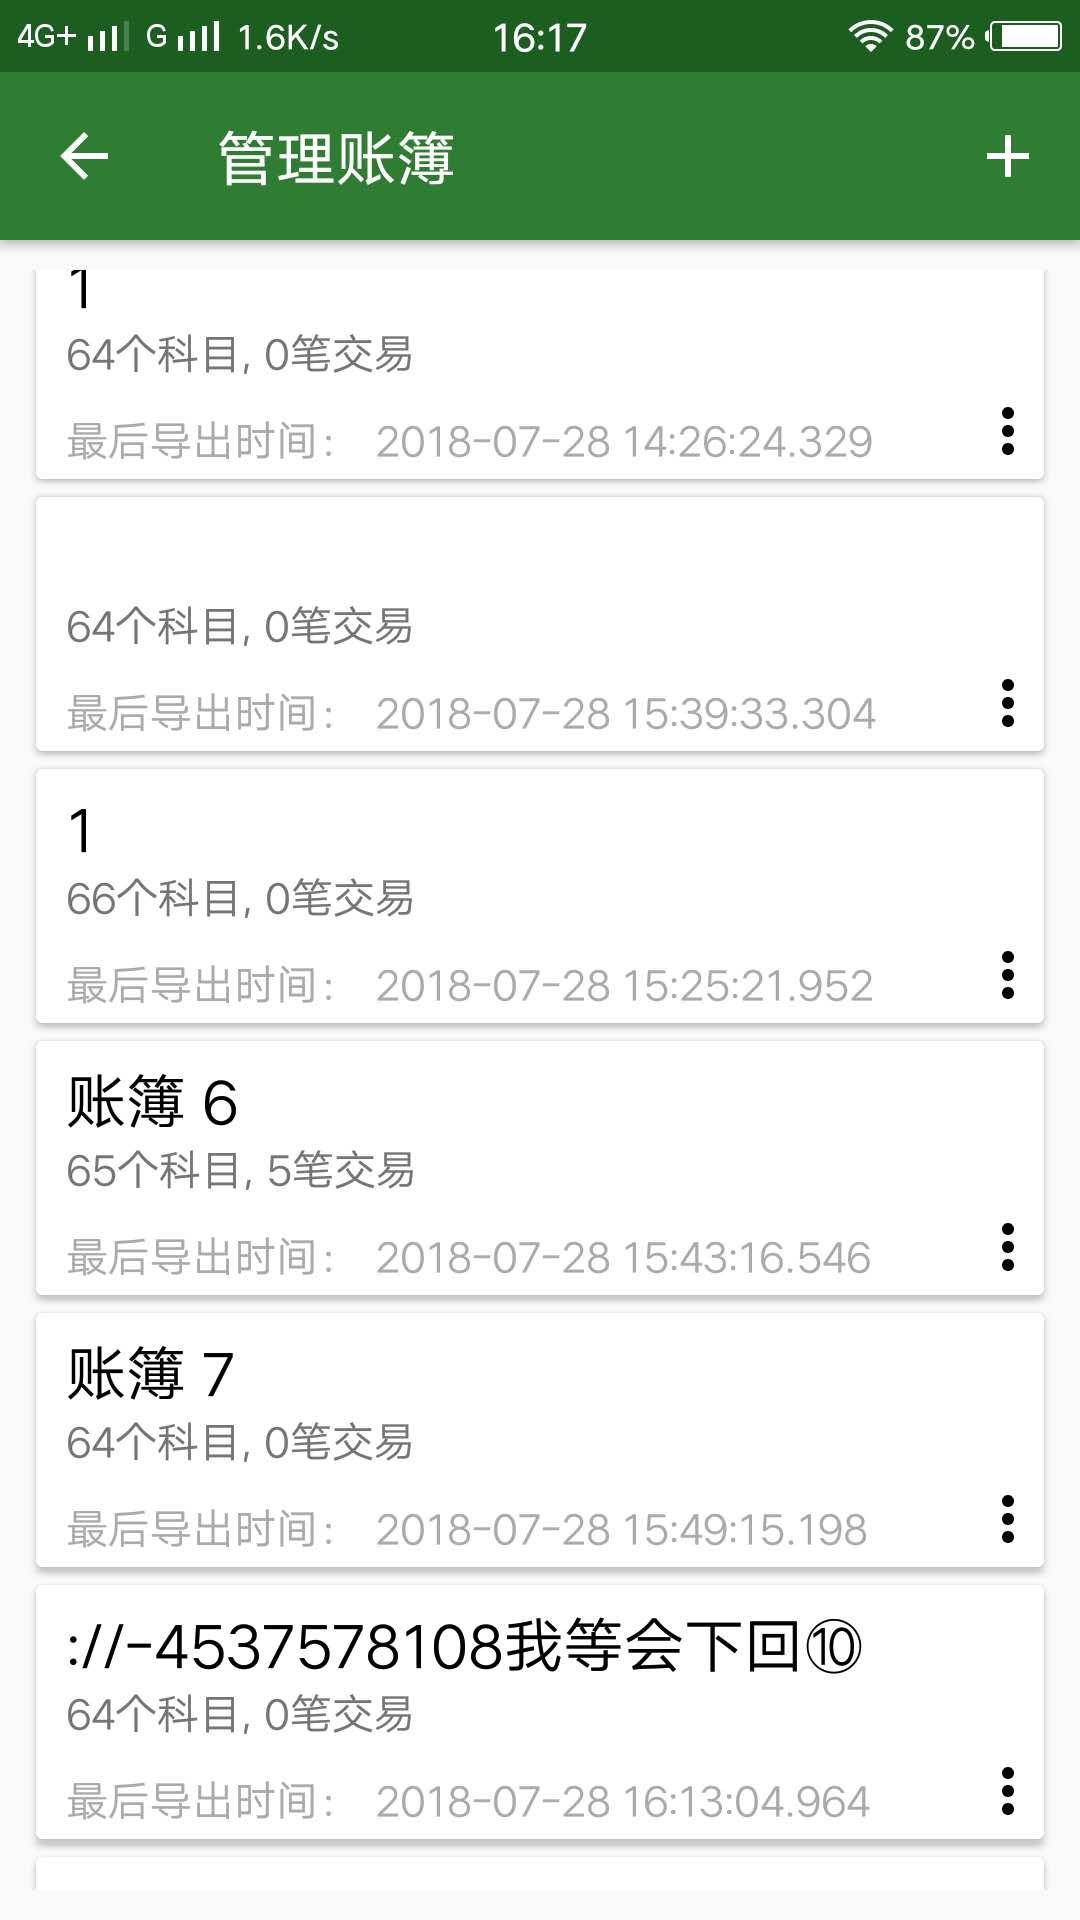 4G+ G 1.6K/s 16:17 87%
管理账簿
1
64个科目, 0笔交易
最后导出时间： 2018-07-28 14:26:24.329
64个科目, 0笔交易
最后导出时间： 2018-07-28 15:39:33.304
1
66个科目, 0笔交易
最后导出时间： 2018-07-28 15:25:21.952
账簿 6
65个科目, 5笔交易
最后导出时间： 2018-07-28 15:43:16.546
账簿 7
64个科目, 0笔交易
最后导出时间： 2018-07-28 15:49:15.198
://-4537578108我等会下回⑩
64个科目, 0笔交易
最后导出时间： 2018-07-28 16:13:04.964